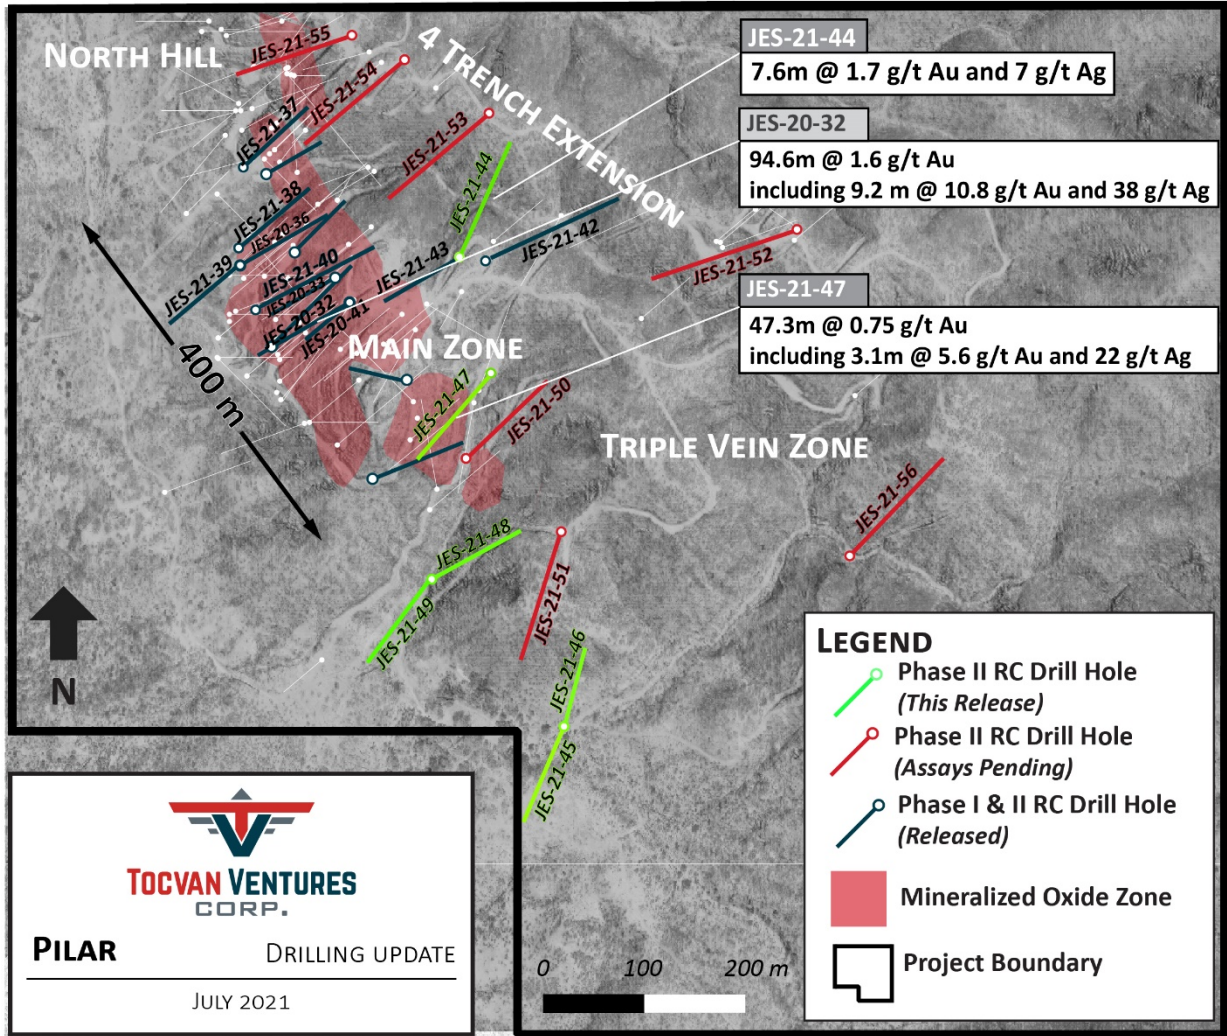 NORTH HILL
JES-21-55
JES-21-54
4 TRENCH EXTENSION
JES-21-37
JES-21-53
JES-21-44
JES-21-38
JES-20-36
JES-21-39
JES-21-40
JES-21-43
JES-21-42
JES-21-52
JES-20-33
JES-20-32
JES-20-41
400 m
MAIN ZONE
JES-21-47
JES-21-50
TRIPLE VEIN ZONE
JES-21-56
JES-21-48
JES-21-49
JES-21-51
JES-21-46
JES-21-45
JES-21-44
7.6m @ 1.7 g/t Au and 7 g/t Ag
JES-20-32
94.6m @ 1.6 g/t Au
including 9.2 m @ 10.8 g/t Au and 38 g/t Ag
JES-21-47
47.3m @ 0.75 g/t Au
including 3.1m @ 5.6 g/t Au and 22 g/t Ag
N
TOCVAN VENTURES
CORP.
PILAR DRILLING UPDATE
JULY 2021
0 100 200 m
LEGEND
Phase II RC Drill Hole
(This Release)
Phase II RC Drill Hole
(Assays Pending)
Phase I & II RC Drill Hole
(Released)
Mineralized Oxide Zone
Project Boundary